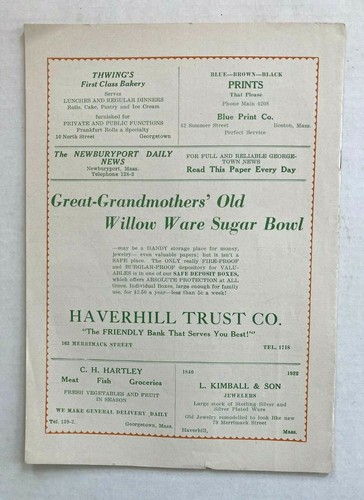 THWING'S
First Class Bakery
Serves
LUNCHES AND REGULAR DINNERS
Rolls, Cake, Pastry and Ice Cream
furnished for
PRIVATE AND PUBLIC FUNCTIONS
Frankfurt Rolls a Specialty
10 North Street Georgetown
BLUE—BROWN—BLACK
PRINTS
That Please
Phone Main 6208
Blue Print Co.
42 Summer Street Boston, Mass.
Perfect Service
The NEWBURYPORT DAILY
NEWS
Newburyport, Mass.
Telephone 128-3
FOR FULL AND RELIABLE GEORGE-
TOWN NEWS
Read This Paper Every Day
Great-Grandmothers' Old
Willow Ware Sugar Bowl
—may be a HANDY storage place for money,
jewelry— even valuable papers; but it isn't a
SAFE place. The ONLY really FIRE-PROOF
and BURGLAR-PROOF depository for VALU-
ABLES is in one of our SAFE DEPOSIT BOXES,
which offers ABSOLUTE PROTECTION at ALL
times. Individual Boxes, large enough for family
use, for $1.50 a year—less than 3c a week!
HAVERHILL TRUST CO.
"The FRIENDLY Bank That Serves You Best!"
163 MERRIMACK STREET TEL. 1710
C. H. HARTLEY
Meat Fish Groceries
FRESH VEGETABLES AND FRUIT
IN SEASON
WE MAKE GENERAL DELIVERY DAILY
Tel. 139-2. Georgetown, Mass.
1840 1922
L. KIMBALL & SON
JEWELERS
Large stock of Sterling Silver and
Silver Plated Ware
Old Jewelry remodelled to look like new
79 Merrimack Street
Haverhill, Mass.